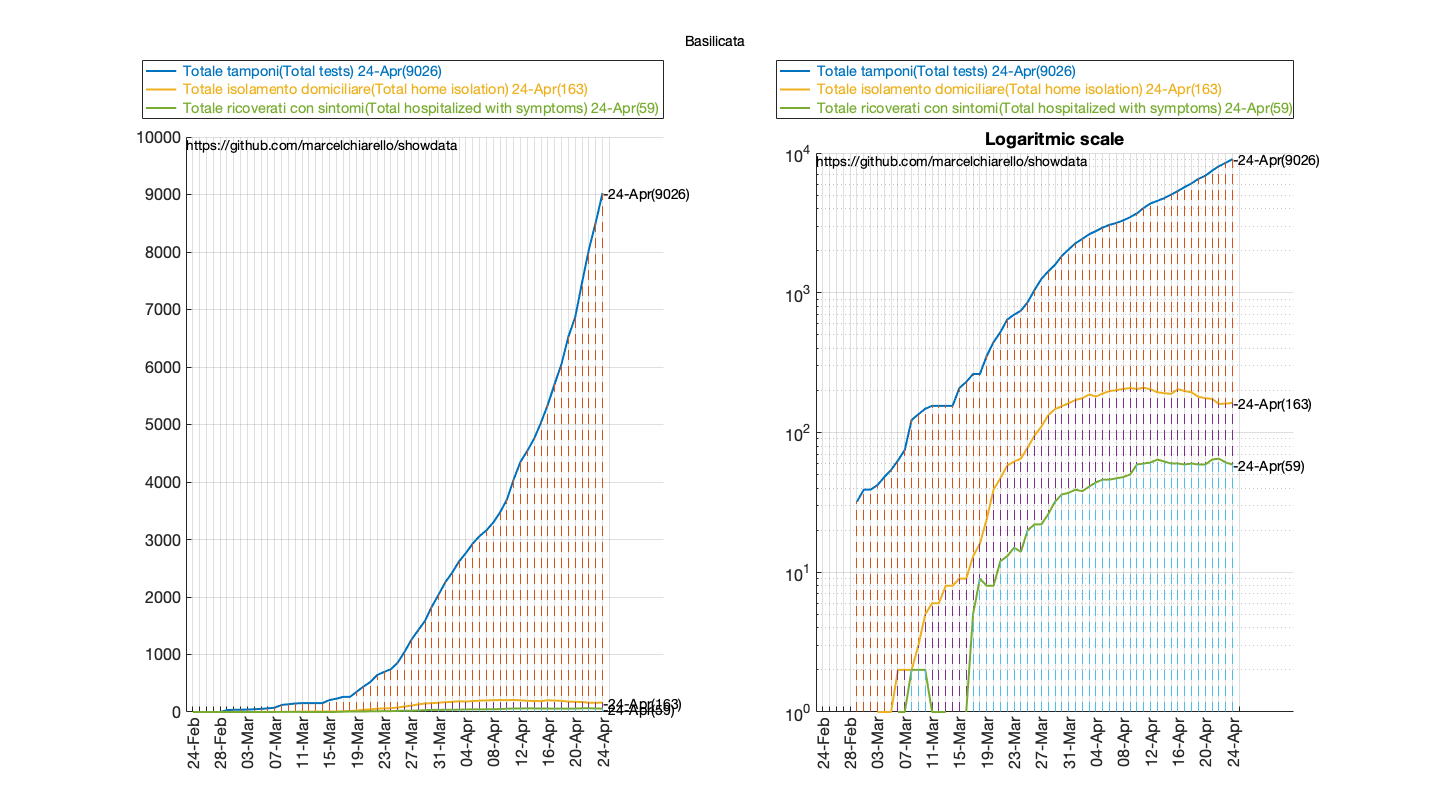 Basilicata
Totale tamponi(Total tests) 24-Apr(9026)
Totale isolamento domiciliare(Total home isolation) 24-Apr(163)
Totale ricoverati con sintomi(Total hospitalized with symptoms) 24-Apr(59)
10000
https://github.com/marcelchiarello/showdata
9000
8000
7000
6000
5000
4000
3000
2000
1000
0
-24-Apr(9026)
-24-Apr(163)
-24-Apr(59)
24-Feb
28-Feb
03-Mar
07-Mar
11-Mar
15-Mar
19-Mar
23-Mar
27-Mar
31-Mar
04-Apr
08-Apr
12-Apr
16-Apr
20-Apr
24-Apr
Totale tamponi(Total tests) 24-Apr(9026)
Totale isolamento domiciliare(Total home isolation) 24-Apr(163)
Totale ricoverati con sintomi(Total hospitalized with symptoms) 24-Apr(59)
Logaritmic scale
10^4
https://github.com/marcelchiarello/showdata
10^3
10^2
10^1
10^0
-24-Apr(9026)
-24-Apr(163)
-24-Apr(59)
24-Feb
28-Feb
03-Mar
07-Mar
11-Mar
15-Mar
19-Mar
23-Mar
27-Mar
31-Mar
04-Apr
08-Apr
12-Apr
16-Apr
20-Apr
24-Apr